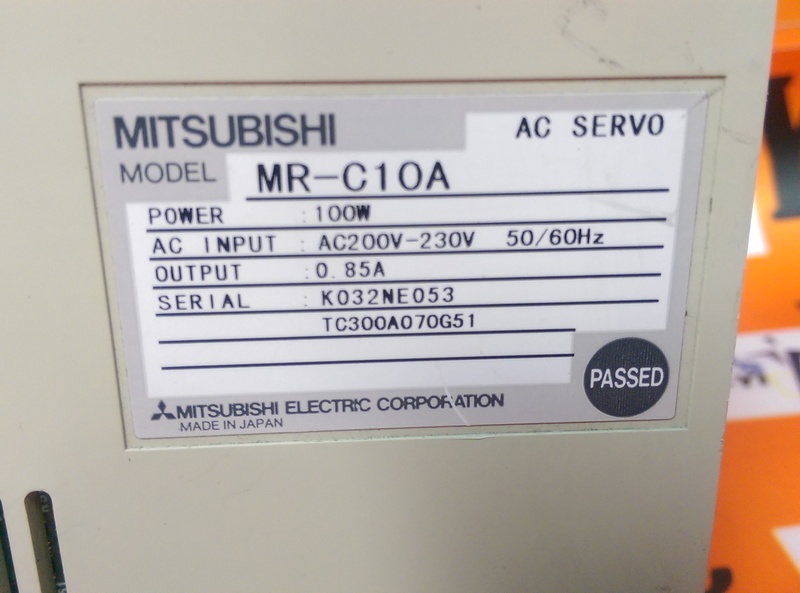 MITSUBISHI
AC SERVO
MODEL MR-C10A
POWER : 100W
AC INPUT : AC200V-230V 50/60Hz
OUTPUT : 0.85A
SERIAL : K032NE053
TC300A070G51
PASSED
MITSUBISHI ELECTRIC CORPORATION
MADE IN JAPAN